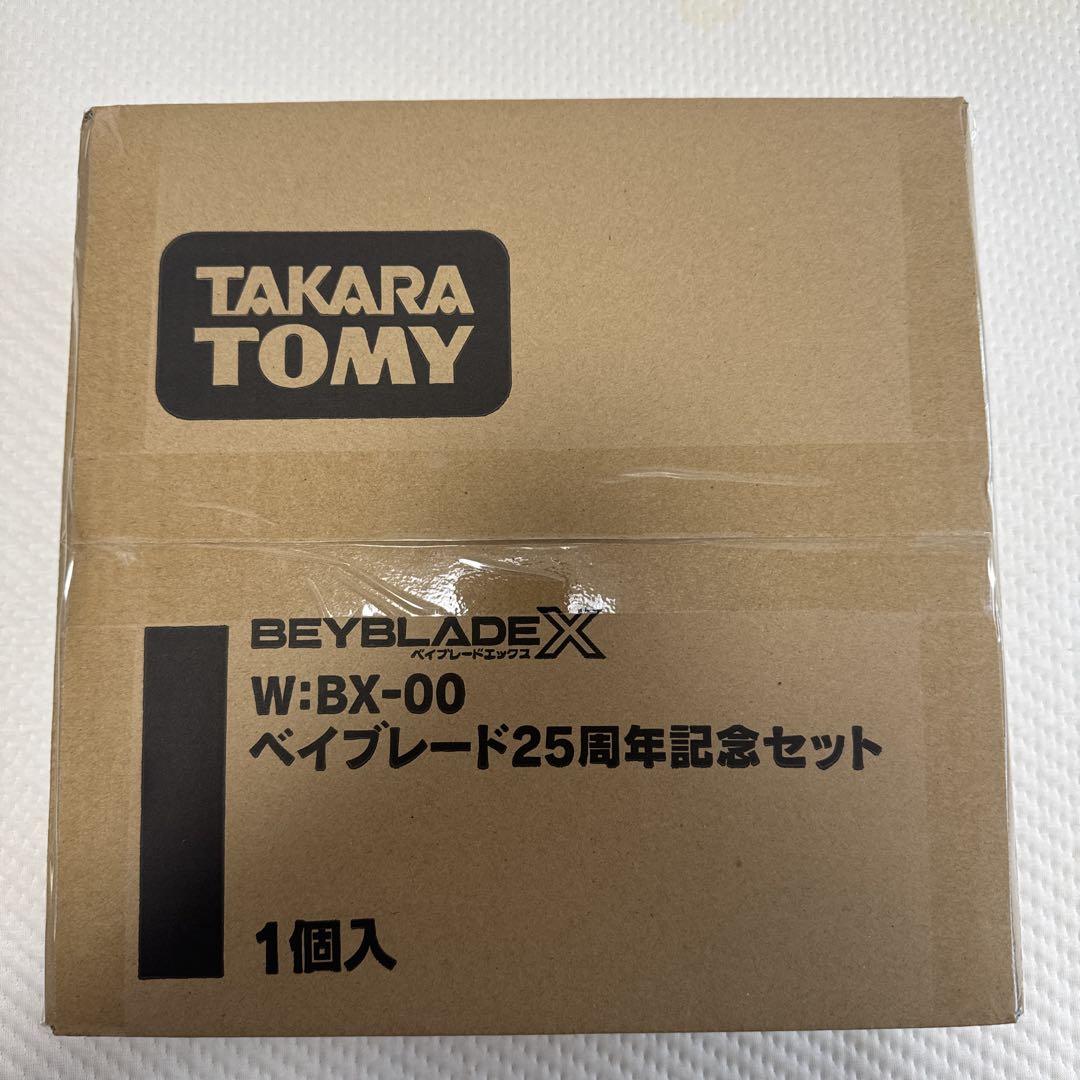 TAKARA
TOMY
BEYBLADE X
ベイブレードエックス
W:BX-00
ベイブレード25周年記念セット
1個入